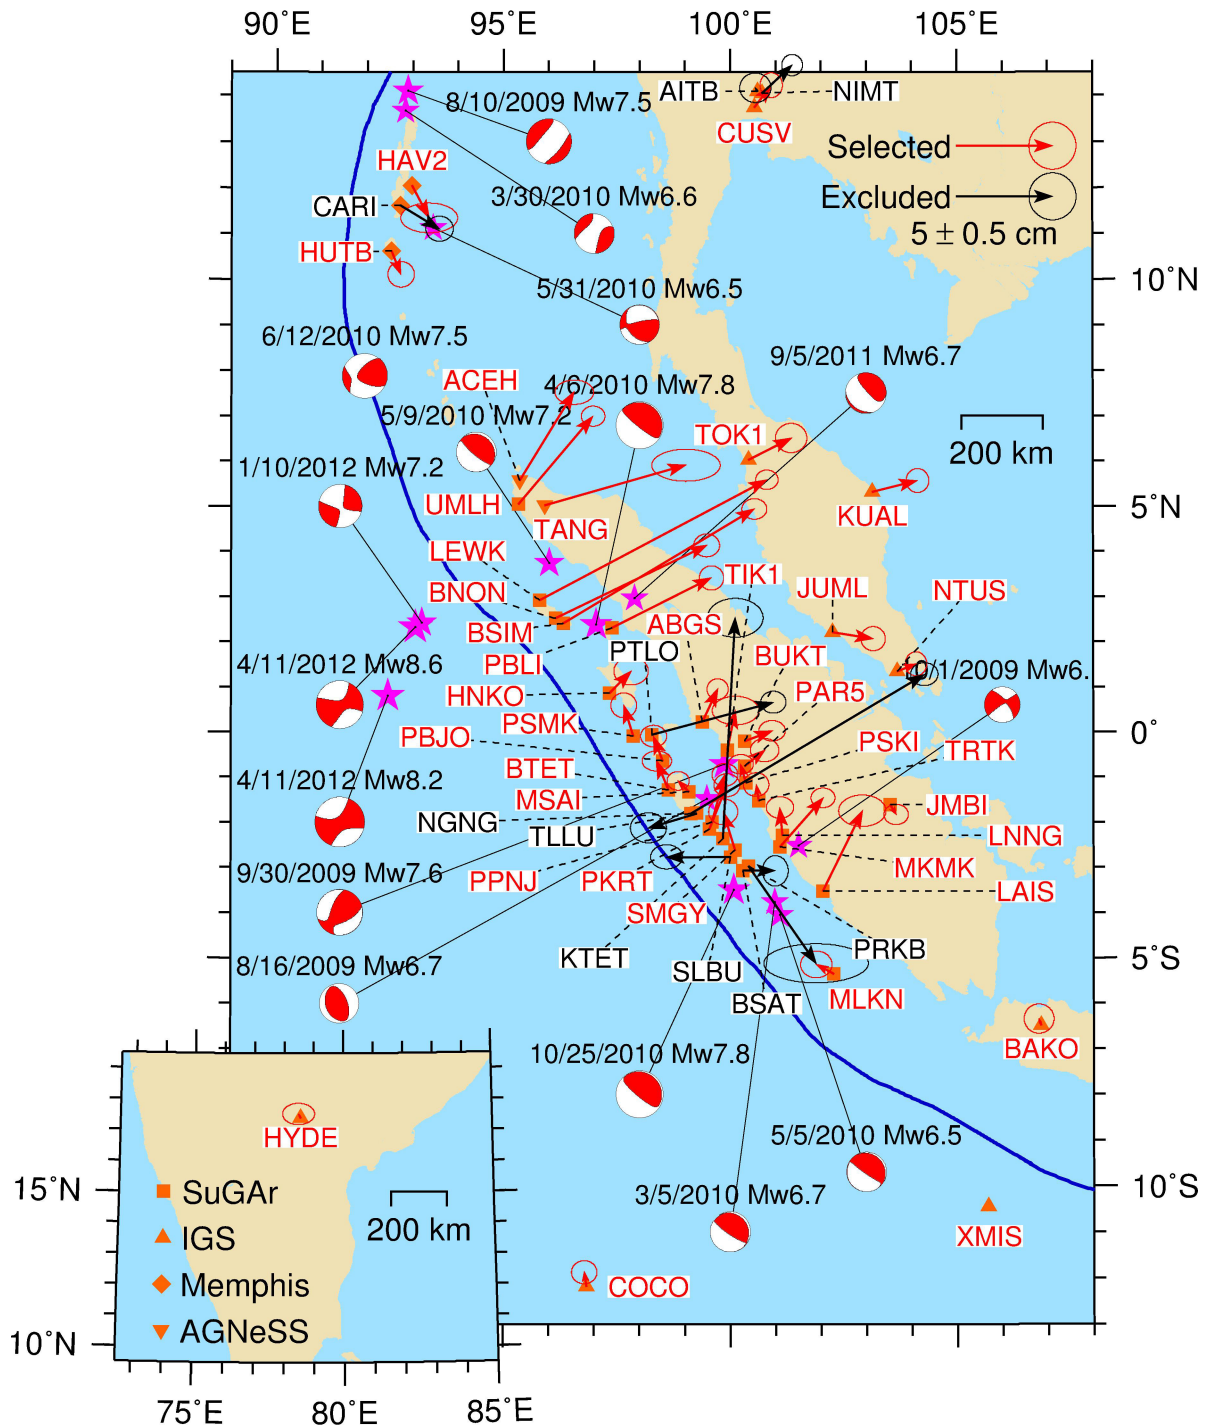 90°E 95°E 100°E 105°E
AITB NIMT
8/10/2009 Mw7.5
CUSV
Selected
HAV2
3/30/2010 Mw6.6
Excluded
CARI
5 ± 0.5 cm
HUTB
10°N
5/31/2010 Mw6.5
6/12/2010 Mw7.5
9/5/2011 Mw6.7
ACEH
4/6/2010 Mw7.8
5/9/2010 Mw7.2
TOK1
200 km
1/10/2012 Mw7.2
UMLH
5°N
KUAL
TANG
LEWK
TIK1
BNON
JUML
NTUS
BSIM
ABGS
PTLO
BUKT
PBLI
4/11/2012 Mw8.6
10/1/2009 Mw6.
HNKO
PAR5
PSMK
0°
PBJO
PSKI
TRTK
BTET
4/11/2012 Mw8.2
MSAI
JMBI
NGNG
TLLU
LNNG
9/30/2009 Mw7.6
MKMK
PPNJ
PKRT
LAIS
SMGY
PRKB
KTET
5°S
8/16/2009 Mw6.7
SLBU
BSAT
MLKN
BAKO
10/25/2010 Mw7.8
HYDE
5/5/2010 Mw6.5
15°N
SuGAr
10°S
3/5/2010 Mw6.7
200 km
IGS
XMIS
Memphis
COCO
AGNeSS
10°N
75°E 80°E 85°E